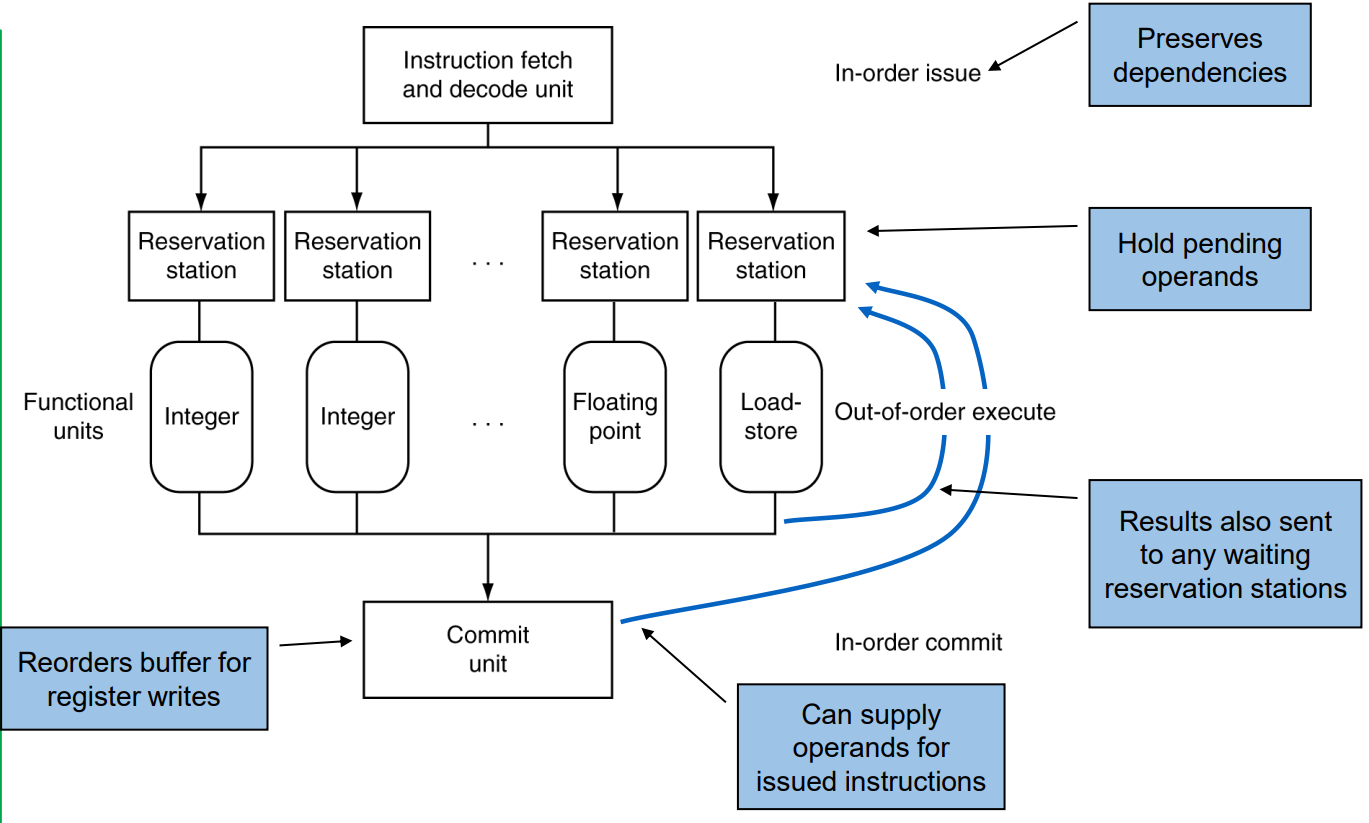 Instruction fetch
and decode unit
In-order issue
Preserves
dependencies
Reservation
station
Reservation
station
. . .
Reservation
station
Reservation
station
Hold pending
operands
Functional
units
Integer
Integer
. . .
Floating
point
Load-
store
Out-of-order execute
Results also sent
to any waiting
reservation stations
Commit
unit
In-order commit
Reorders buffer for
register writes
Can supply
operands for
issued instructions